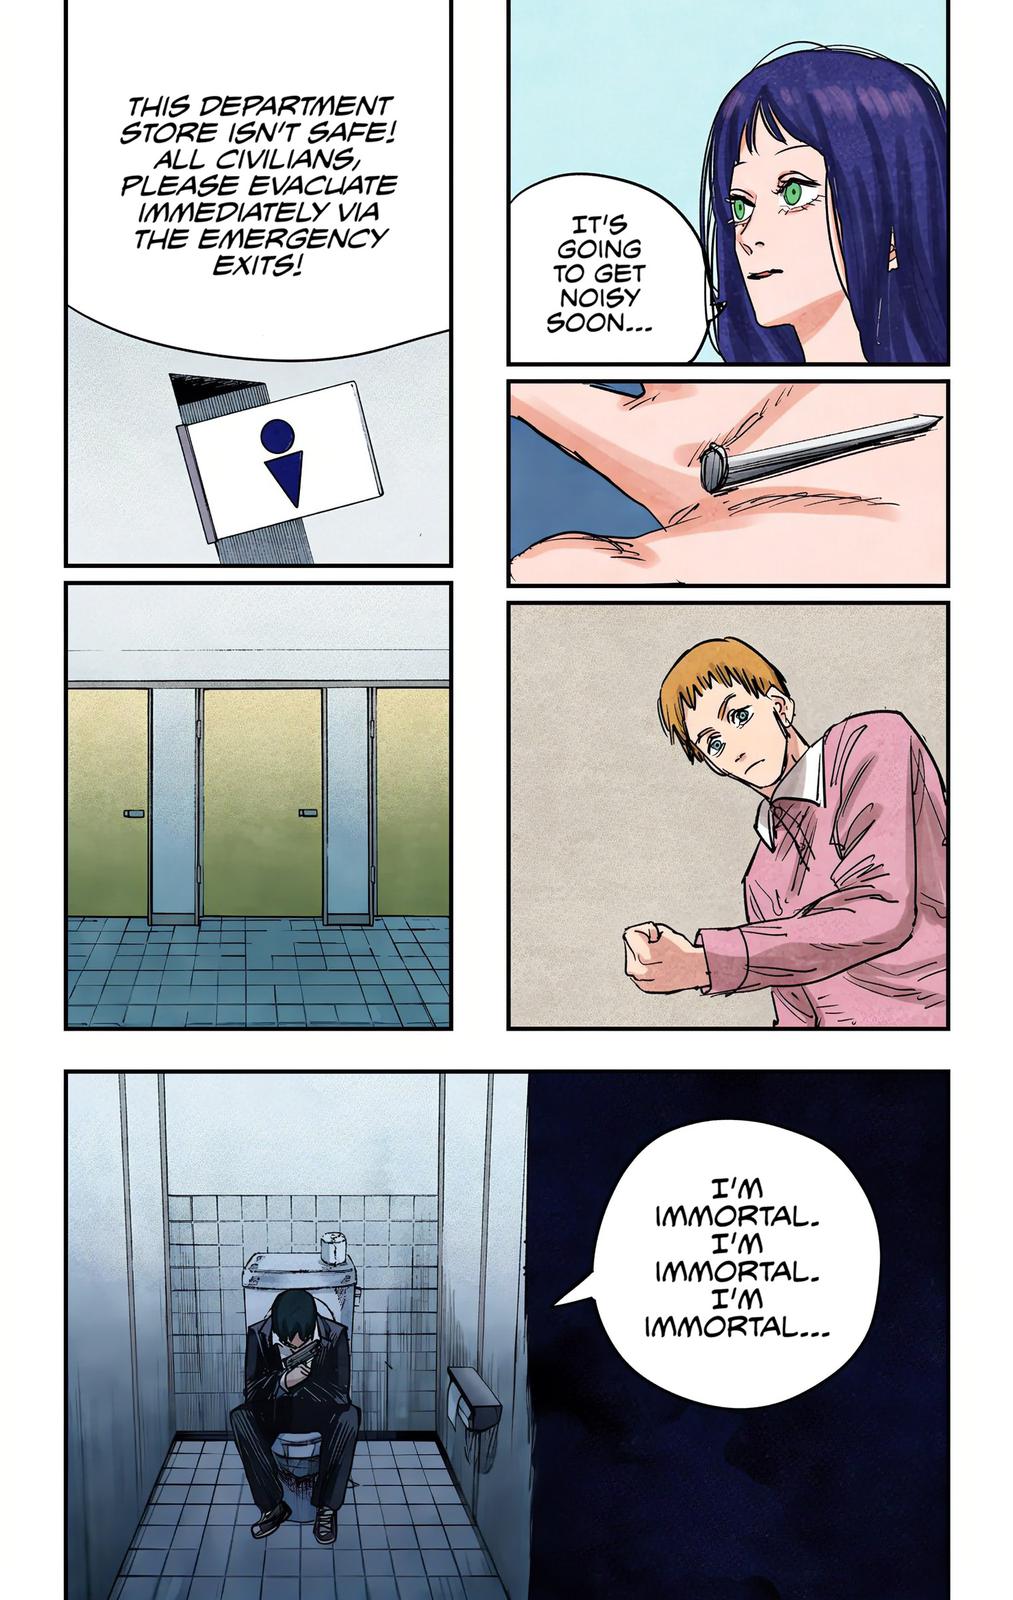 IT'S
GOING
TO GET
NOISY
SOON...
THIS DEPARTMENT
STORE ISN'T SAFE!
ALL CIVILIANS,
PLEASE EVACUATE
IMMEDIATELY VIA
THE EMERGENCY
EXITS!
I'M
IMMORTAL.
I'M
IMMORTAL.
I'M
IMMORTAL...